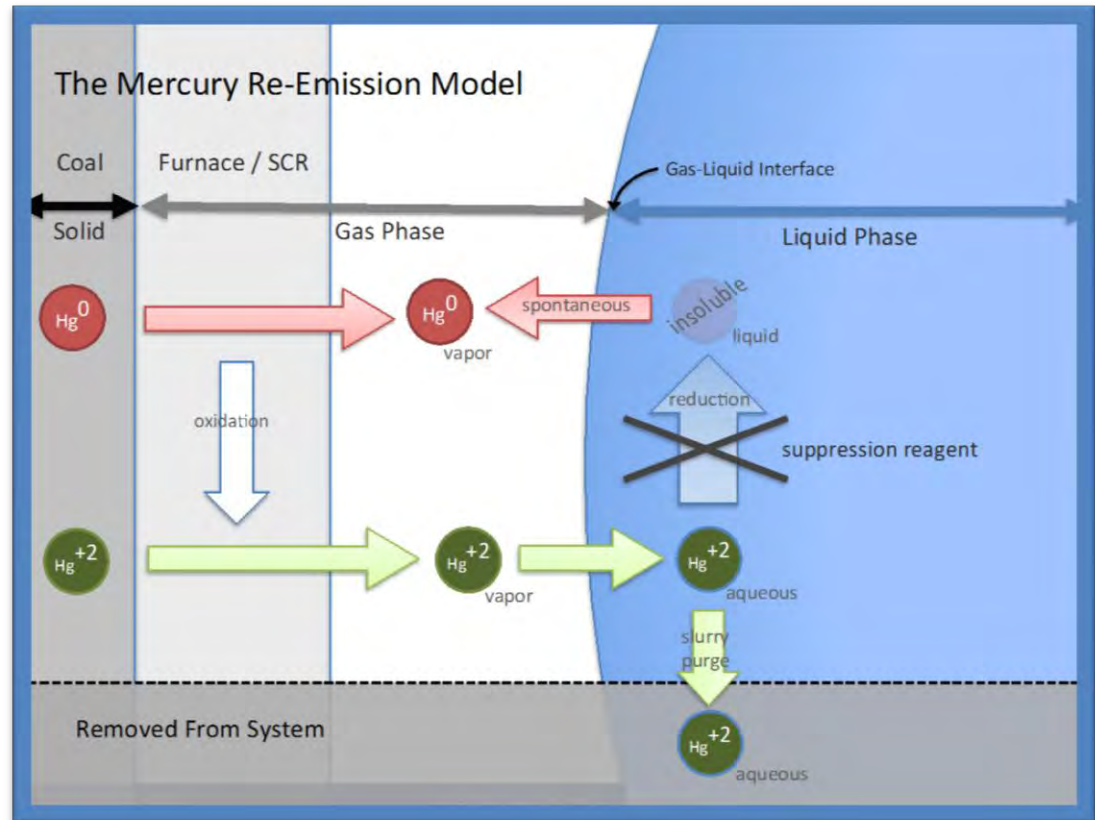 The Mercury Re-Emission Model
Coal
Furnace / SCR
Gas-Liquid Interface
Solid
Gas Phase
Liquid Phase
Hg0
Hg0
vapor
spontaneous
insoluble
liquid
oxidation
reduction
suppression reagent
Hg+2
Hg+2
vapor
Hg+2
aqueous
slurry
purge
Removed From System
Hg+2
aqueous